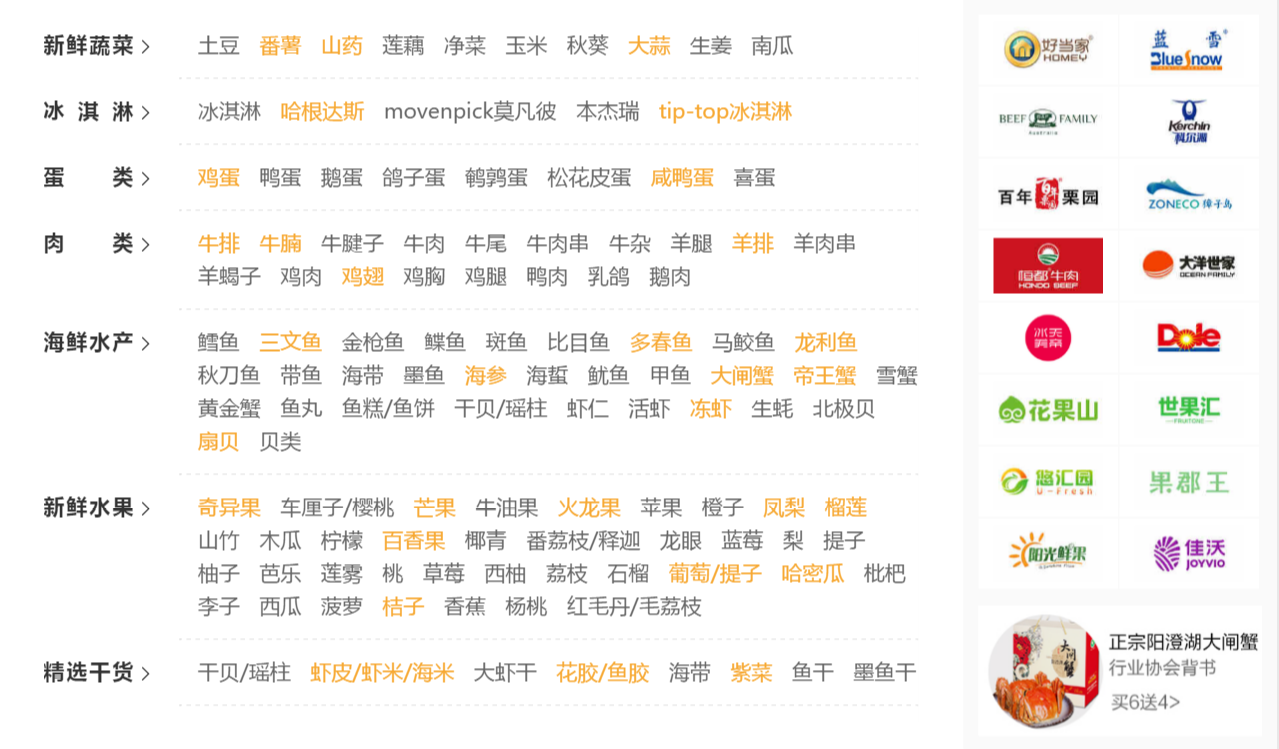 新鲜蔬菜 > 土豆 番薯 山药 莲藕 净菜 玉米 秋葵 大蒜 生姜 南瓜
冰淇淋 > 冰淇淋 哈根达斯 movenpick莫凡彼 本杰瑞 tip-top冰淇淋
蛋类 > 鸡蛋 鸭蛋 鹅蛋 鸽子蛋 鹌鹑蛋 松花皮蛋 咸鸭蛋 喜蛋
肉类 > 牛排 牛腩 牛腱子 牛肉 牛尾 牛肉串 牛杂 羊腿 羊排 羊肉串
羊蝎子 鸡肉 鸡翅 鸡胸 鸡腿 鸭肉 乳鸽 鹅肉
海鲜水产 > 鳕鱼 三文鱼 金枪鱼 鲽鱼 斑鱼 比目鱼 多春鱼 马鲛鱼 龙利鱼
秋刀鱼 带鱼 海带 墨鱼 海参 海蜇 鱿鱼 甲鱼 大闸蟹 帝王蟹 雪蟹
黄金蟹 鱼丸 鱼糕/鱼饼 干贝/瑶柱 虾仁 活虾 冻虾 生蚝 北极贝
扇贝 贝类
新鲜水果 > 奇异果 车厘子/樱桃 芒果 牛油果 火龙果 苹果 橙子 凤梨 榴莲
山竹 木瓜 柠檬 百香果 椰青 番荔枝/释迦 龙眼 蓝莓 梨 提子
柚子 芭乐 莲雾 桃 草莓 西柚 荔枝 石榴 葡萄/提子 哈密瓜 枇杷
李子 西瓜 菠萝 桔子 香蕉 杨桃 红毛丹/毛荔枝
精选干货 > 干贝/瑶柱 虾皮/虾米/海米 大虾干 花胶/鱼胶 海带 紫菜 鱼干 墨鱼干
好当家
HOMEY
蓝雪
BlueSnow
BEEF FAMILY
Australia
Kerchin
科尔沁
百年 百年栗园 栗园
ZONECO 獐子岛
恒都牛肉
HONDO BEEF
大洋世家
OCEAN FAMILY
冰天
美帝
Dole
花果山
世果汇
FRUITONE
悠汇园
U-Fresh
果郡王
阳光鲜果
佳沃
JOYVIO
大闸蟹
正宗阳澄湖大闸蟹
行业协会背书
买6送4>